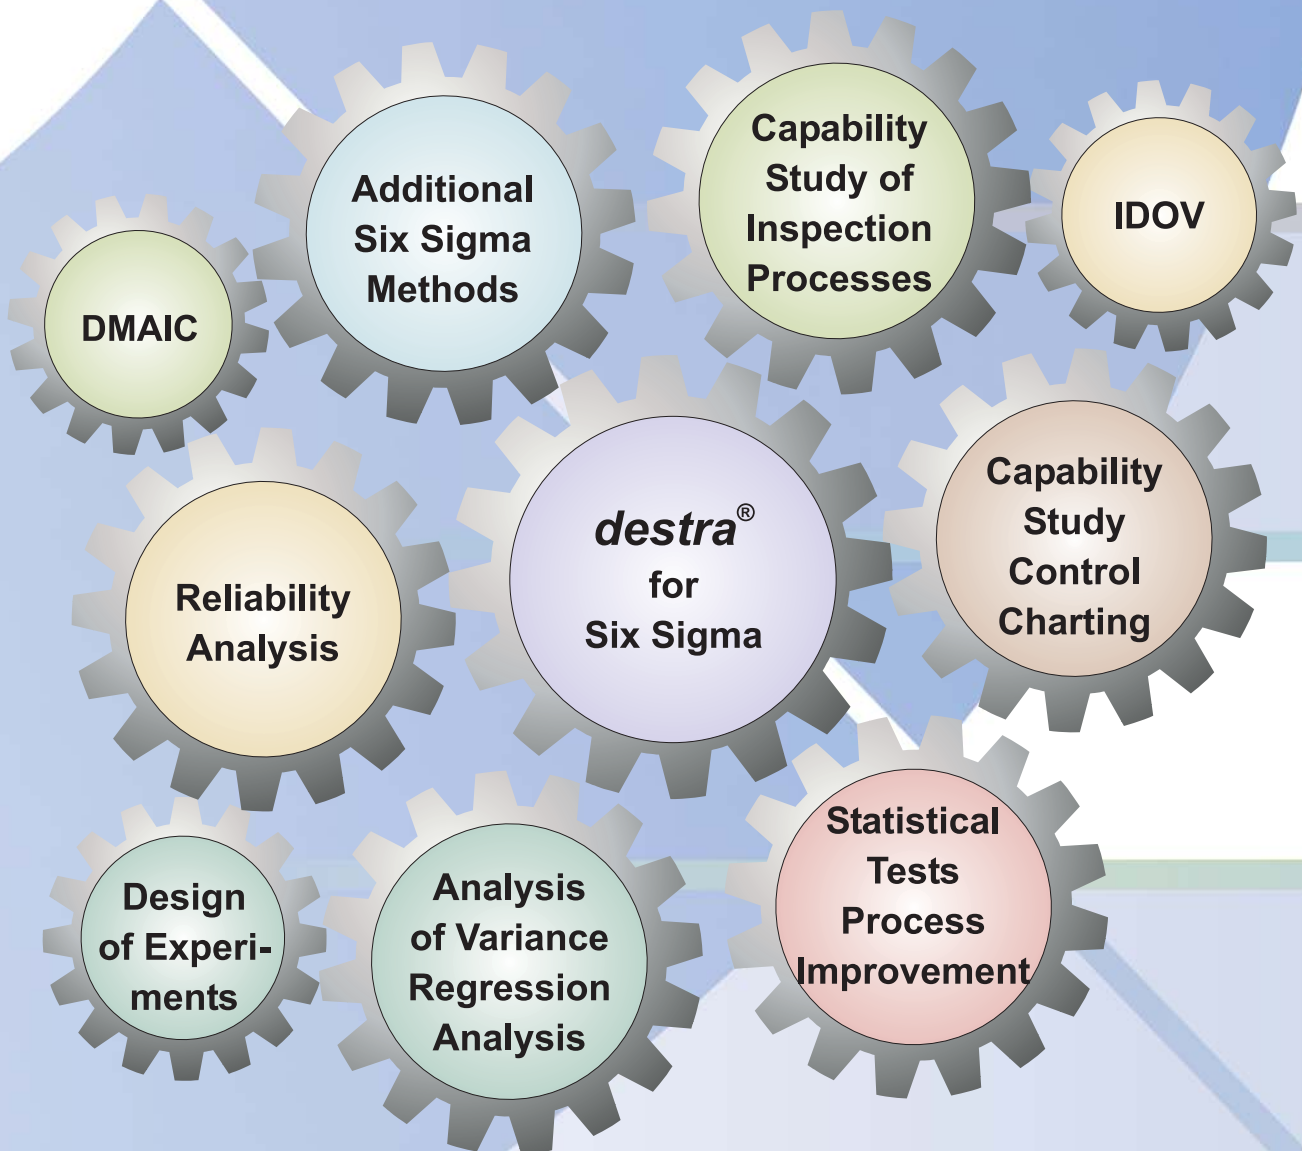 Additional
Six Sigma
Methods
Capability
Study of
Inspection
Processes
IDOV
DMAIC
Reliability
Analysis
destra®
for
Six Sigma
Capability
Study
Control
Charting
Design
of Experi-
ments
Analysis
of Variance
Regression
Analysis
Statistical
Tests
Process
Improvement